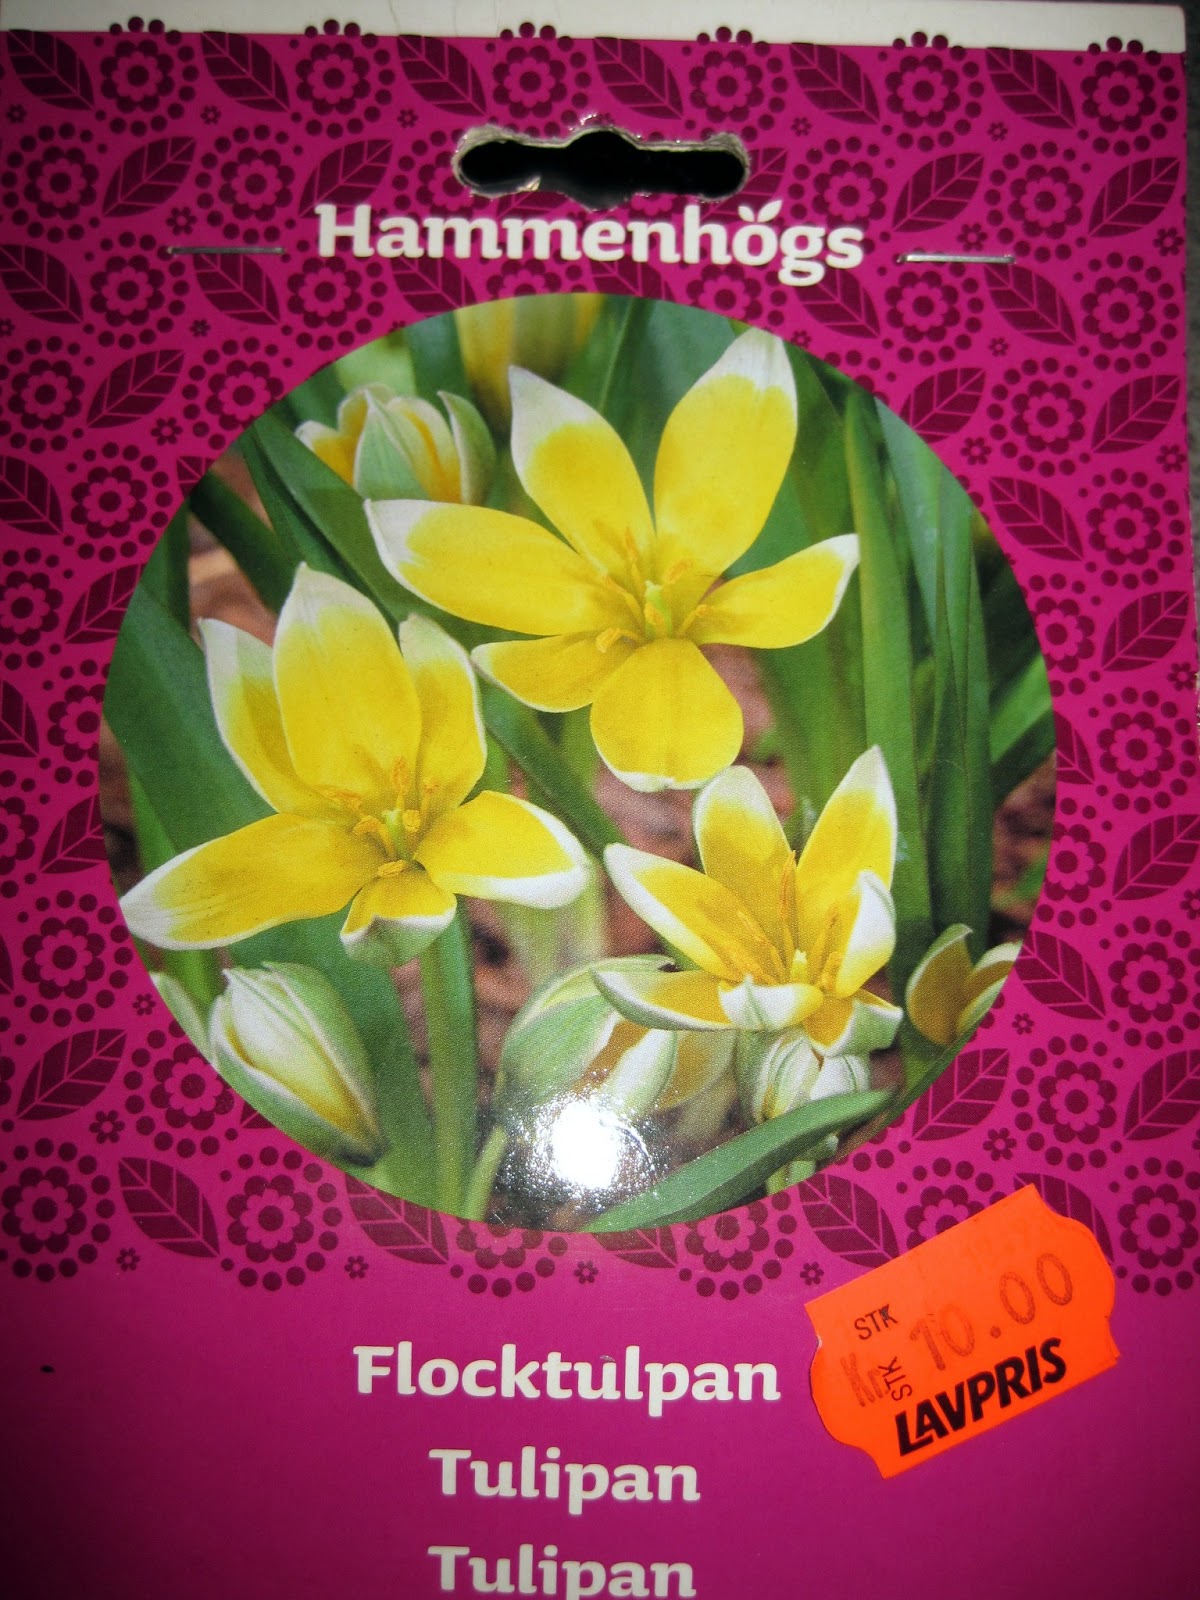 Hammenhögs
STK
Kr 10.00
STK
LAVPRIS
Flocktulpan
Tulipan
Tulipan